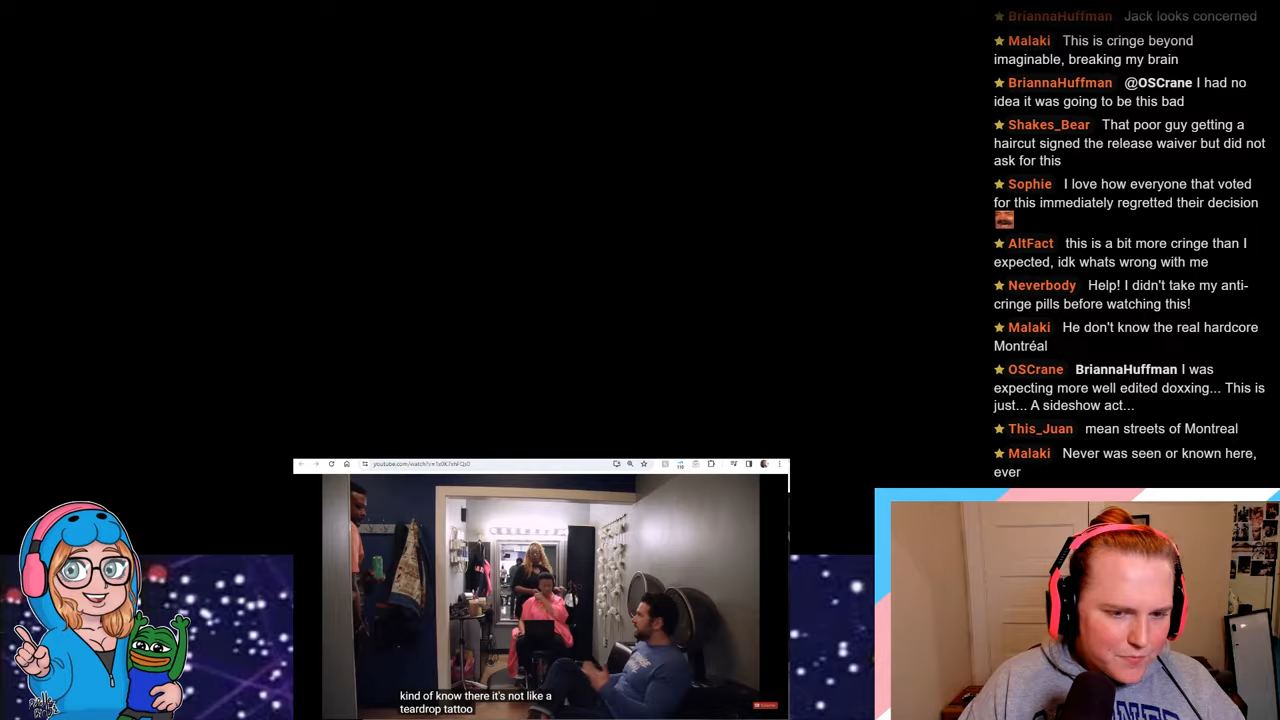 BriannaHuffman Jack looks concerned
Malaki This is cringe beyond
imaginable, breaking my brain
BriannaHuffman @OSCrane I had no
idea it was going to be this bad
Shakes_Bear That poor guy getting a
haircut signed the release waiver but did not
ask for this
Sophie I love how everyone that voted
for this immediately regretted their decision
AltFact this is a bit more cringe than I
expected, idk whats wrong with me
Neverbody Help! I didn't take my anti-
cringe pills before watching this!
Malaki He don't know the real hardcore
Montréal
OSCrane BriannaHuffman I was
expecting more well edited doxxing... This is
just... A sideshow act...
This_Juan mean streets of Montreal
Malaki Never was seen or known here,
ever
kind of know there it's not like a
teardrop tattoo